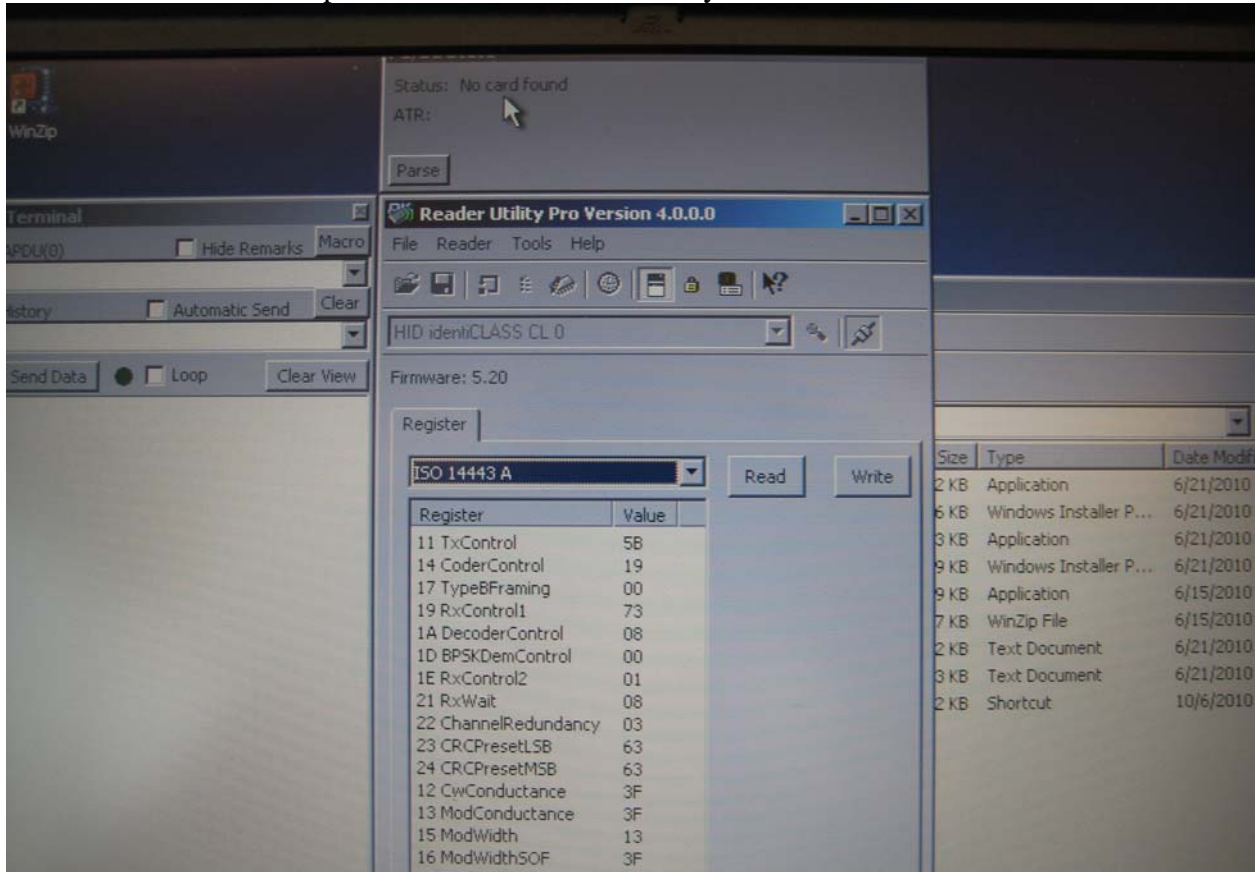 Status: No card found
ATR:
WinZip
Parse
Terminal
APDU(0)
Hide Remarks
Macro
History
Automatic Send
Clear
Send Data
Loop
Clear View
Reader Utility Pro Version 4.0.0.0
File Reader Tools Help
HID identiCLASS CL 0
Firmware: 5.20
Register
ISO 14443 A
Read
Write
Register Value
11 TxControl 5B
14 CoderControl 19
17 TypeBFraming 00
19 RxControl1 73
1A DecoderControl 08
1D BPSKDemControl 00
1E RxControl2 01
21 RxWait 08
22 ChannelRedundancy 03
23 CRCPresetLSB 63
24 CRCPresetMSB 63
12 CwConductance 3F
13 ModConductance 3F
15 ModWidth 13
16 ModWidthSOF 3F
Size Type Date Modif
2 KB Application 6/21/2010
6 KB Windows Installer P... 6/21/2010
3 KB Application 6/21/2010
9 KB Windows Installer P... 6/21/2010
9 KB Application 6/15/2010
7 KB WinZip File 6/15/2010
2 KB Text Document 6/21/2010
3 KB Text Document 6/21/2010
2 KB Shortcut 10/6/2010